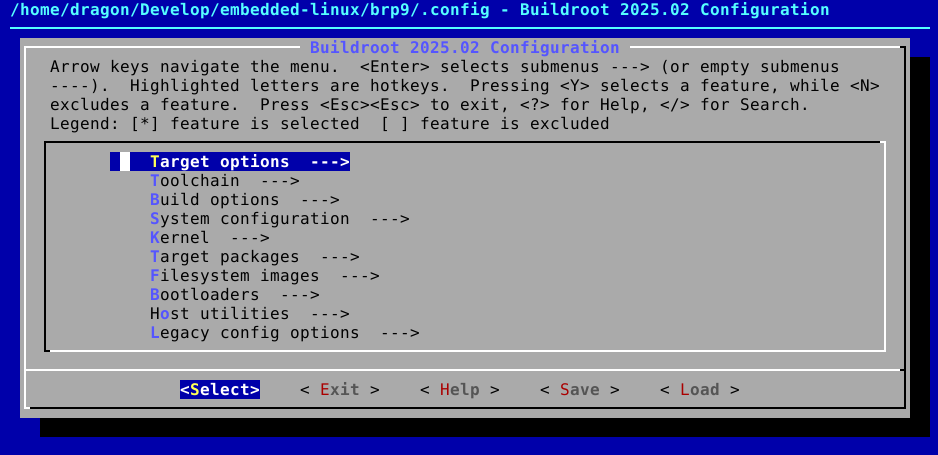 /home/dragon/Develop/embedded-linux/brp9/.config - Buildroot 2025.02 Configuration
Buildroot 2025.02 Configuration
Arrow keys navigate the menu.  <Enter> selects submenus ---> (or empty submenus
----).  Highlighted letters are hotkeys.  Pressing <Y> selects a feature, while <N>
excludes a feature.  Press <Esc><Esc> to exit, <?> for Help, </> for Search.
Legend: [*] feature is selected  [ ] feature is excluded
Target options  --->
Toolchain  --->
Build options  --->
System configuration  --->
Kernel  --->
Target packages  --->
Filesystem images  --->
Bootloaders  --->
Host utilities  --->
Legacy config options  --->
<Select>    < Exit >    < Help >    < Save >    < Load >